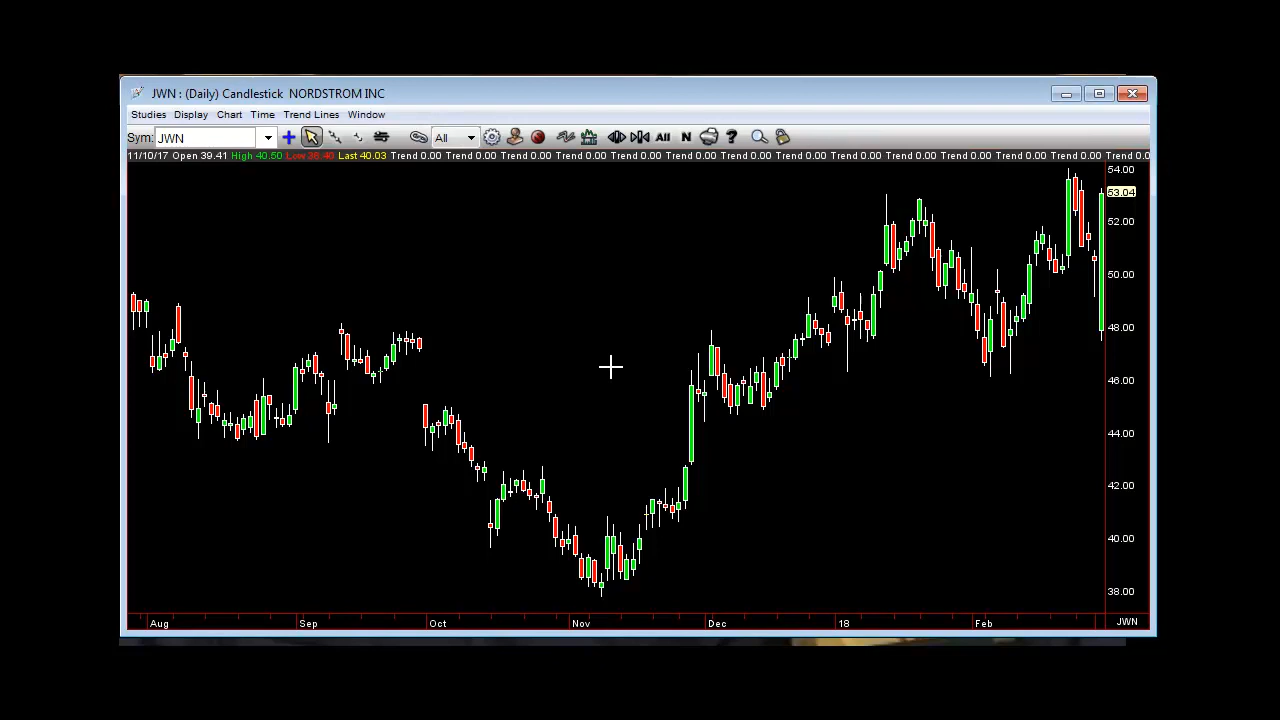 JWN : (Daily) Candlestick  NORDSTROM INC
Studies Display Chart Time Trend Lines Window
Sym: JWN All All N ?
11/10/17 Open 39.41 High 40.50 Low 38.40 Last 40.03 Trend 0.00 Trend 0.00 Trend 0.00 Trend 0.00 Trend 0.00 Trend 0.00 Trend 0.00 Trend 0.00 Trend 0.00 Trend 0.00 Trend 0.00 Trend 0.00 Trend 0.00 Trend 0.0
54.00
53.04
52.00
50.00
48.00
46.00
44.00
42.00
40.00
38.00
Aug Sep Oct Nov Dec 18 Feb JWN